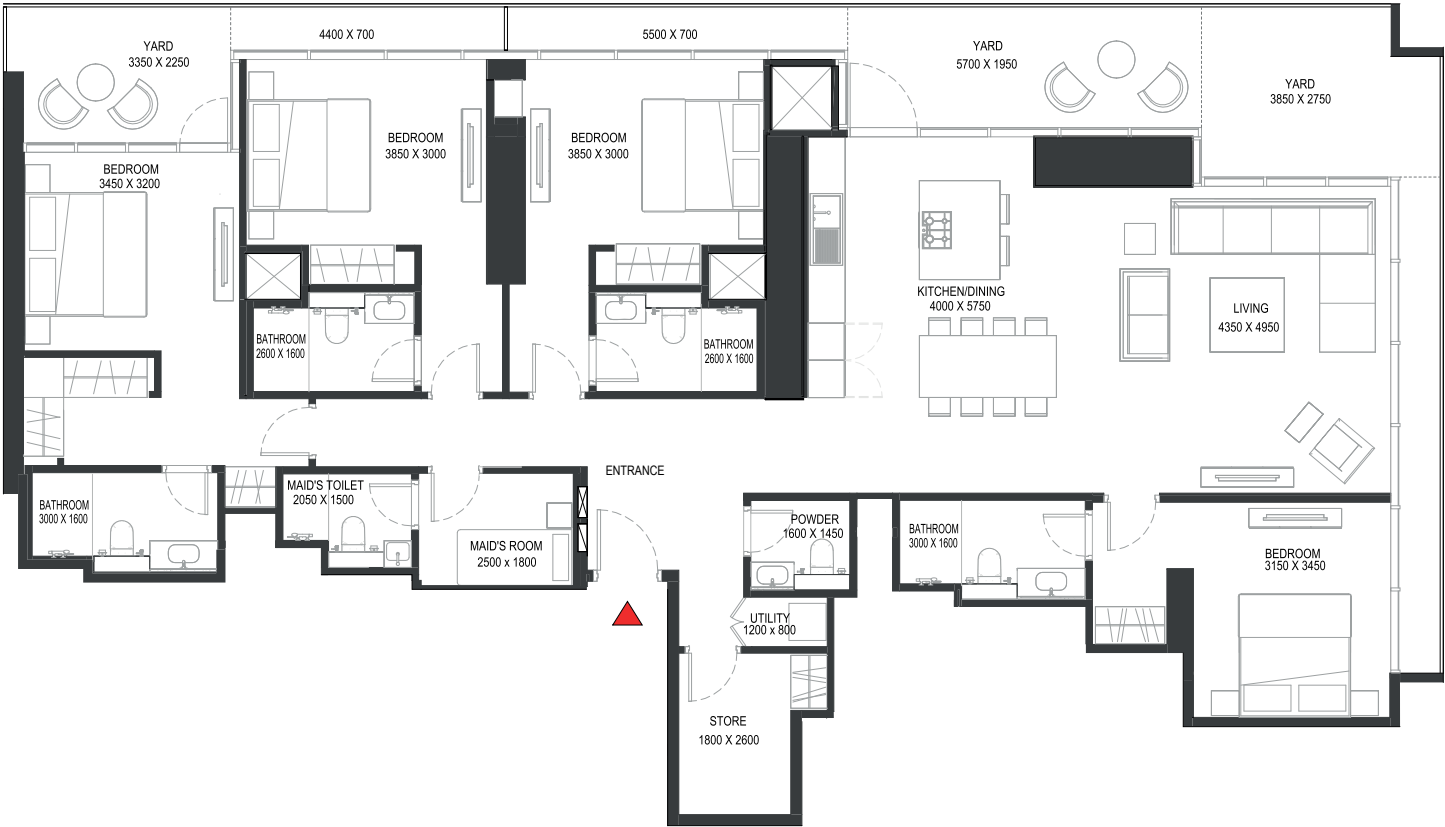 YARD
3350 X 2250
4400 X 700
5500 X 700
YARD
5700 X 1950
YARD
3850 X 2750
BEDROOM
3450 X 3200
BEDROOM
3850 X 3000
BEDROOM
3850 X 3000
KITCHEN/DINING
4000 X 5750
LIVING
4350 X 4950
BATHROOM
2600 X 1600
BATHROOM
2600 X 1600
ENTRANCE
BATHROOM
3000 X 1600
MAID'S TOILET
2050 X 1500
MAID'S ROOM
2500 x 1800
POWDER
1600 X 1450
BATHROOM
3000 X 1600
BEDROOM
3150 X 3450
UTILITY
1200 x 800
STORE
1800 X 2600